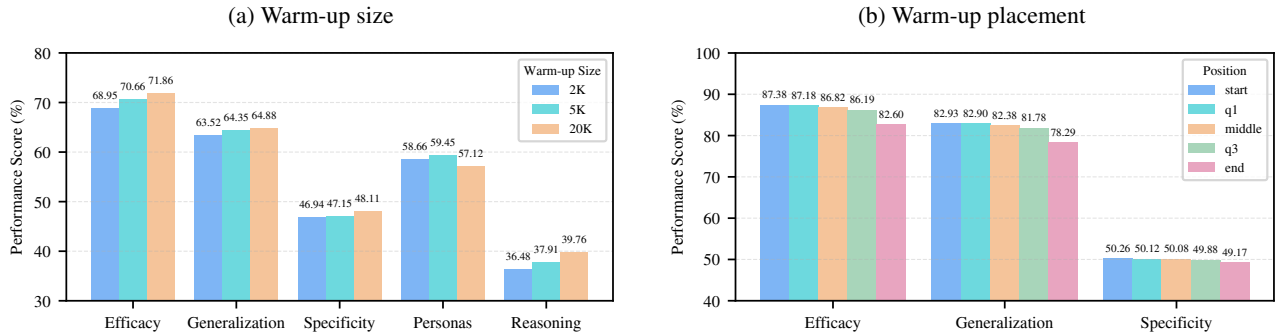 (a) Warm-up size
Performance Score (%)
80
70
60
50
40
30
68.95 70.66 71.86
63.52 64.35 64.88
46.94 47.15 48.11
58.66 59.45 57.12
36.48 37.91 39.76
Warm-up Size
2K
5K
20K
Efficacy Generalization Specificity Personas Reasoning
(b) Warm-up placement
Performance Score (%)
100
90
80
70
60
50
40
87.38 87.18 86.82 86.19 82.60
82.93 82.90 82.38 81.78 78.29
50.26 50.12 50.08 49.88 49.17
Position
start
q1
middle
q3
end
Efficacy Generalization Specificity